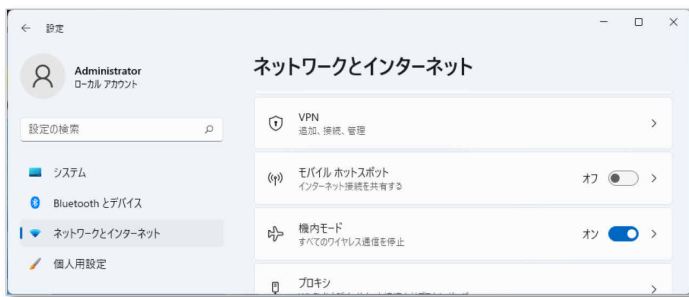 設定
Administrator
ローカル アカウント
設定の検索
システム
Bluetooth とデバイス
ネットワークとインターネット
個人用設定
ネットワークとインターネット
VPN
追加、接続、管理
モバイル ホットスポット
インターネット接続を共有する
オフ
機内モード
すべてのワイヤレス通信を停止
オン
プロキシ